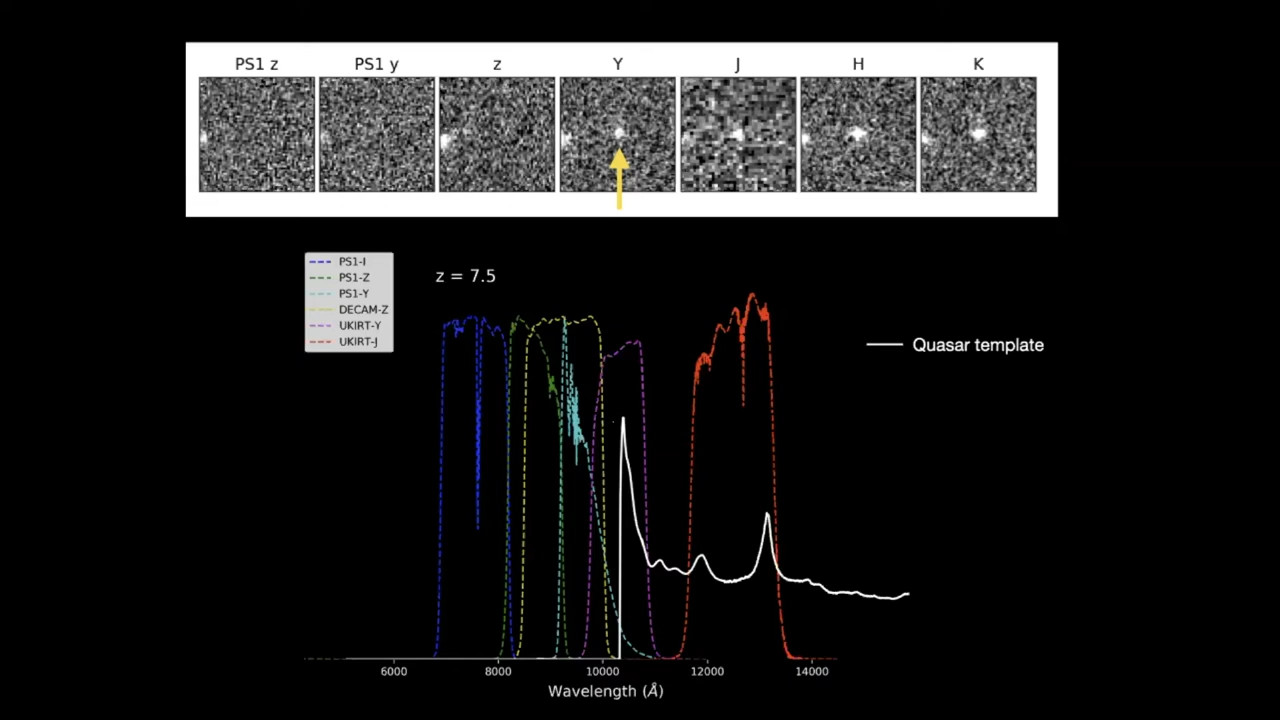 PS1 z PS1 y z Y J H K
PS1-I
PS1-Z
PS1-Y
DECAM-Z
UKIRT-Y
UKIRT-J
z = 7.5
Quasar template
6000 8000 10000 12000 14000
Wavelength (Å)